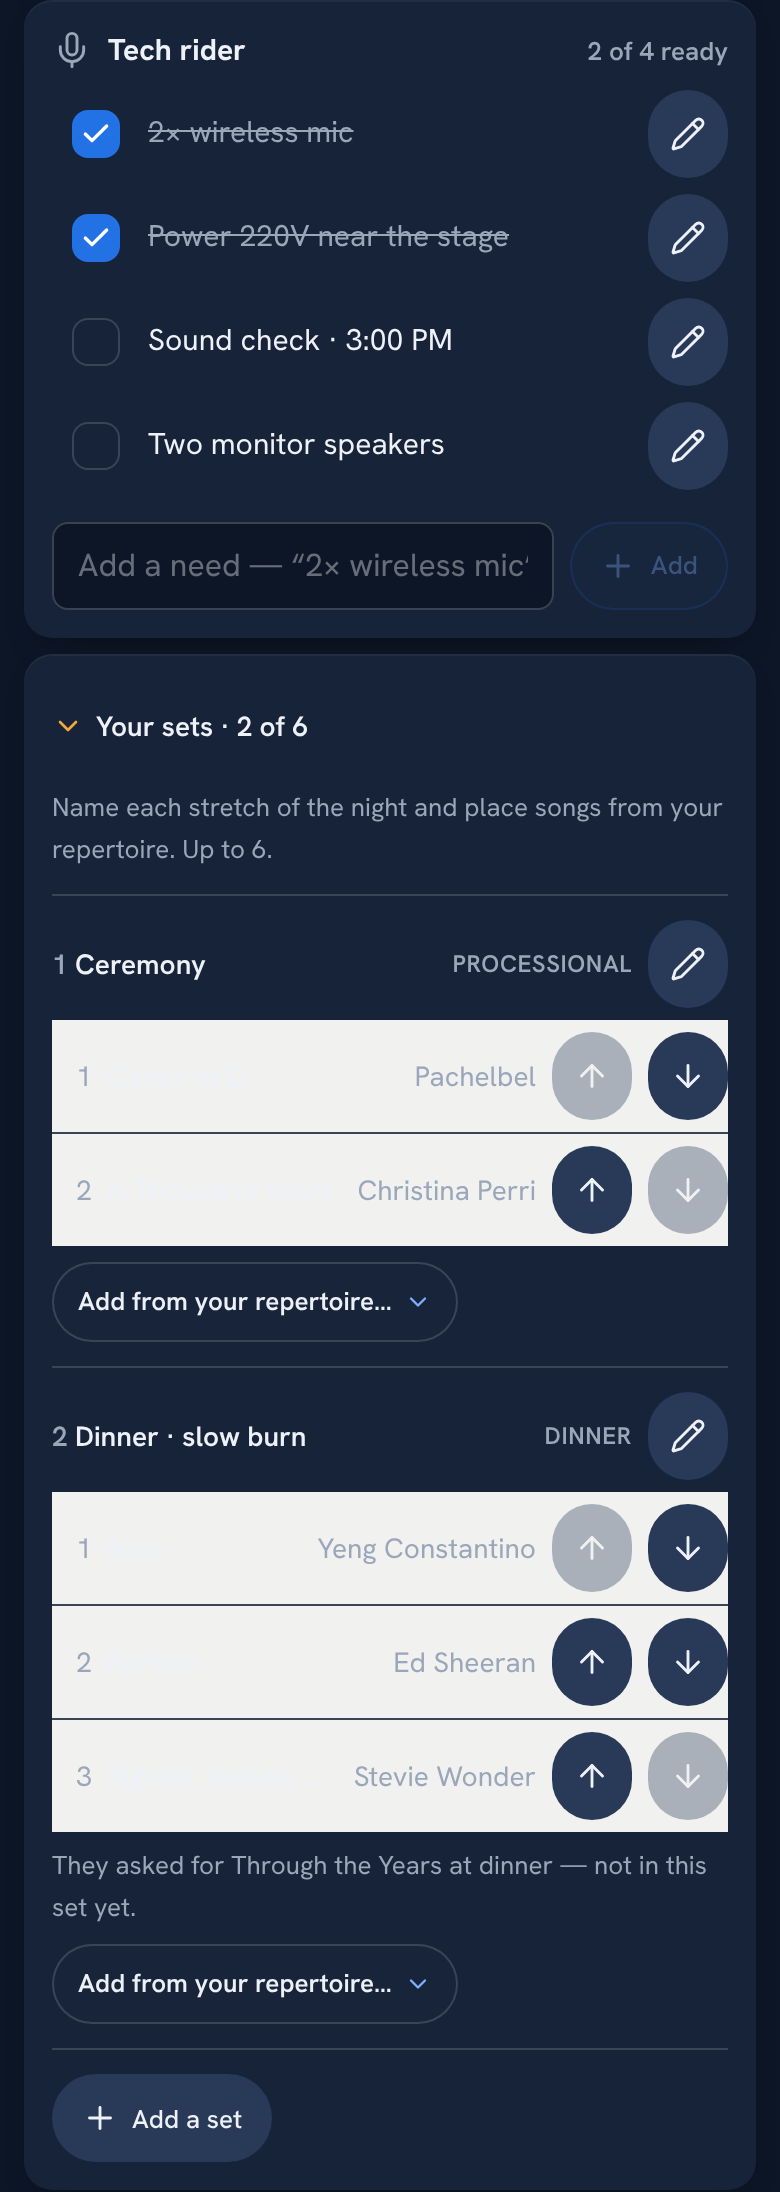 Tech rider
2 of 4 ready
2× wireless mic
Power 220V near the stage
Sound check · 3:00 PM
Two monitor speakers
Add a need — “2× wireless mic’
Add
Your sets · 2 of 6
Name each stretch of the night and place songs from your
repertoire. Up to 6.
1 Ceremony
PROCESSIONAL
1
Pachelbel
2
Christina Perri
Add from your repertoire...
2 Dinner · slow burn
DINNER
1
Yeng Constantino
2
Ed Sheeran
3
Stevie Wonder
They asked for Through the Years at dinner — not in this
set yet.
Add from your repertoire...
Add a set